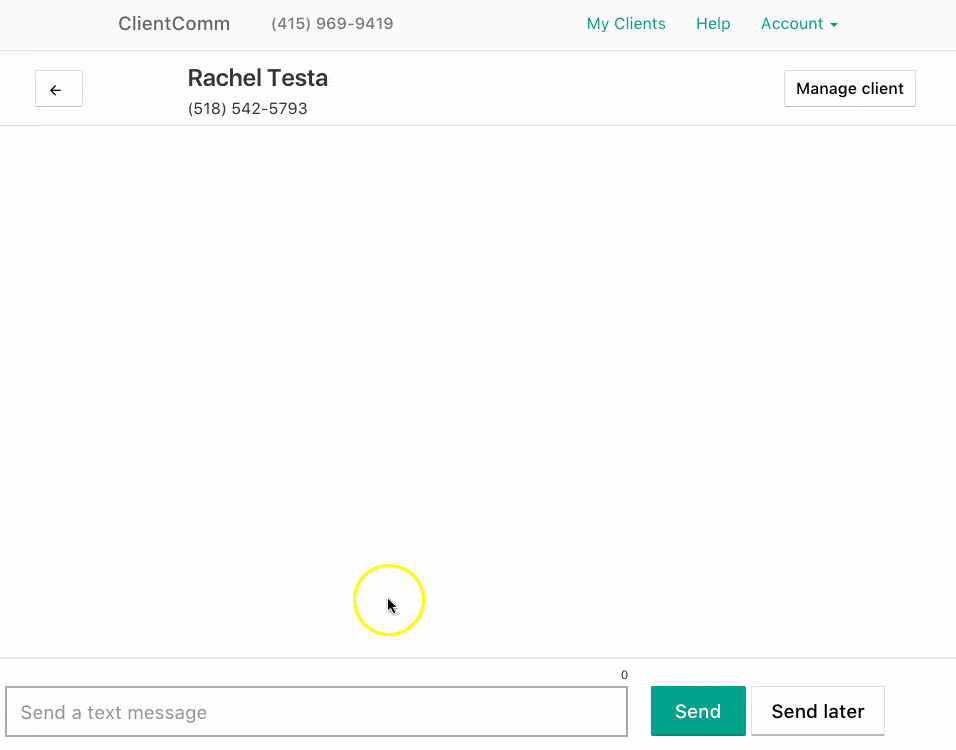 ClientComm (415) 969-9419 My Clients Help Account
Rachel Testa
(518) 542-5793
Manage client
0
Send a text message
Send
Send later